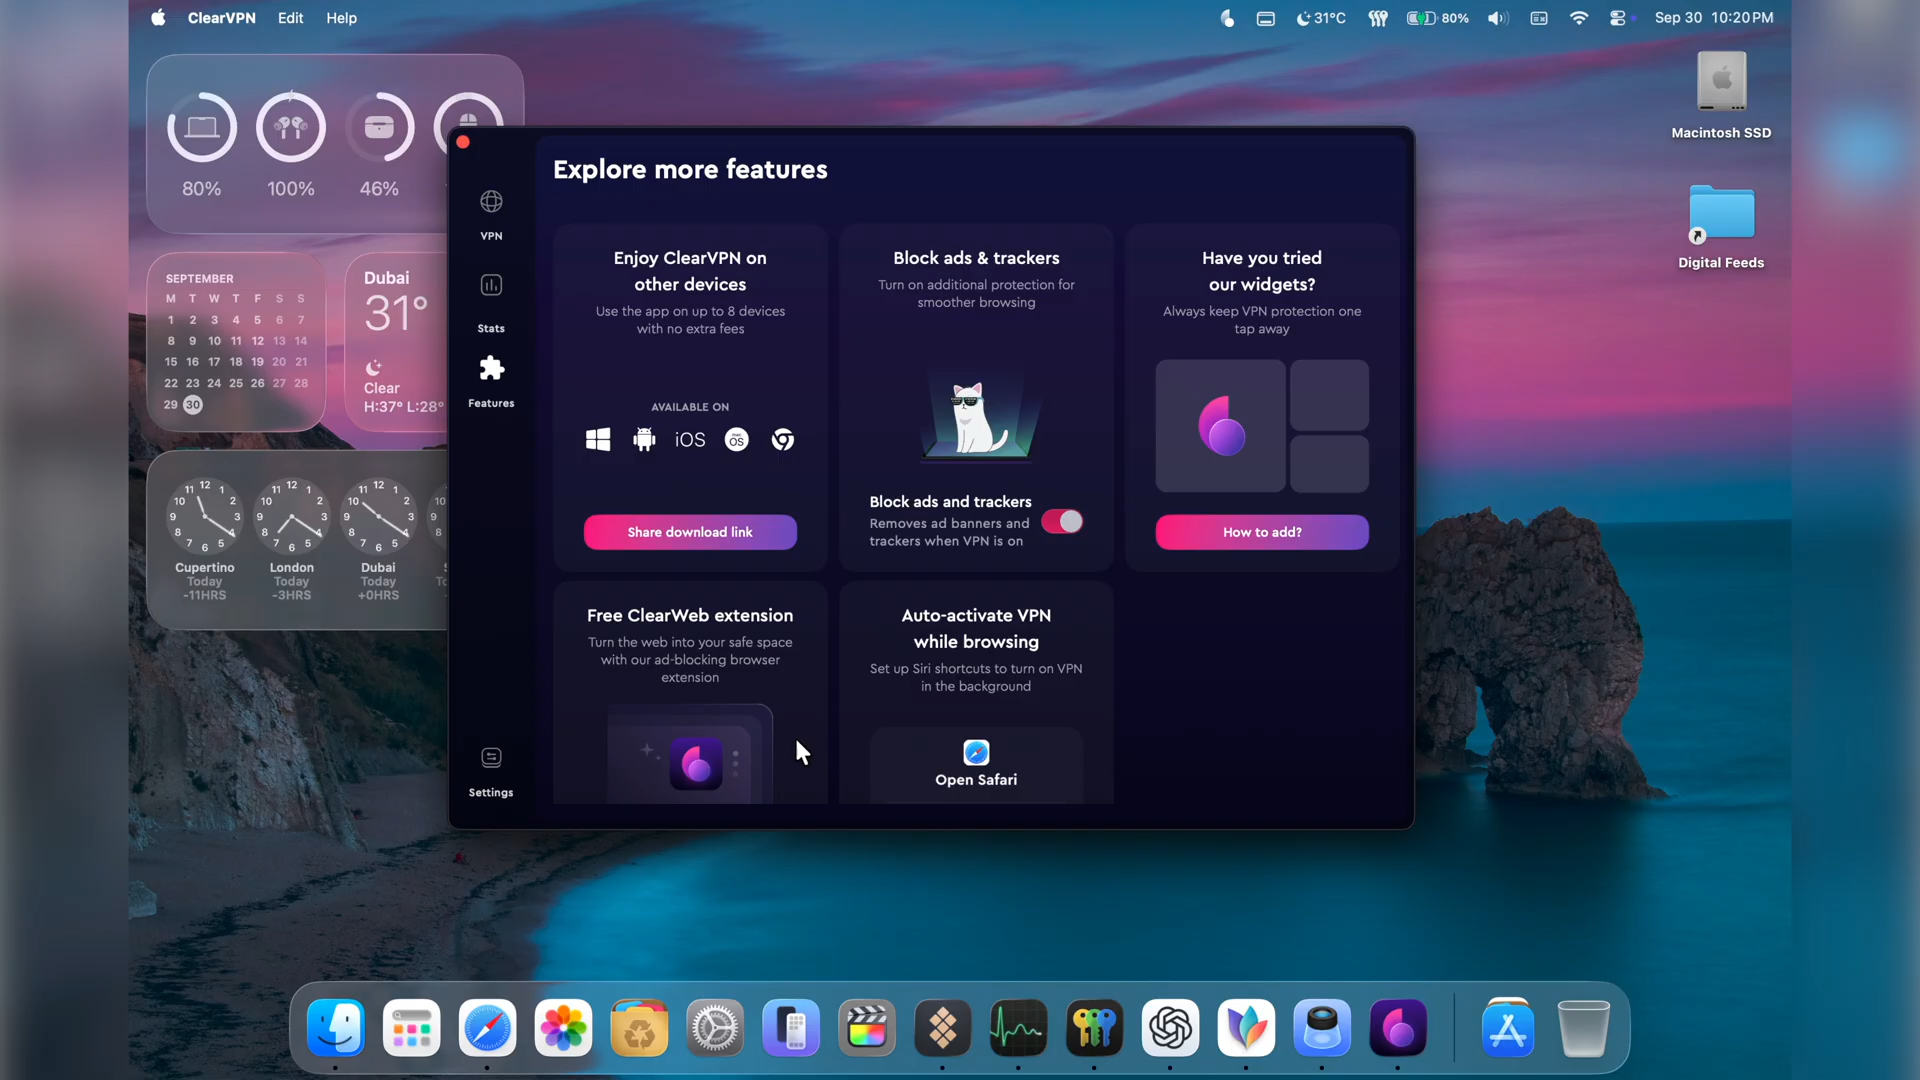 ClearVPN Edit Help
31°C 80% Sep 30 10:20 PM
80% 100% 46%
SEPTEMBER
M T W T F S S
1 2 3 4 5 6 7
8 9 10 11 12 13 14
15 16 17 18 19 20 21
22 23 24 25 26 27 28
29 30
Dubai
31°
Clear
H:37° L:28°
Cupertino
Today
-11HRS
London
Today
-3HRS
Dubai
Today
+0HRS
VPN
Stats
Features
Settings
Explore more features
Enjoy ClearVPN on
other devices
Use the app on up to 8 devices
with no extra fees
AVAILABLE ON
iOS
mac
OS
Share download link
Block ads & trackers
Turn on additional protection for
smoother browsing
Block ads and trackers
Removes ad banners and
trackers when VPN is on
Have you tried
our widgets?
Always keep VPN protection one
tap away
How to add?
Free ClearWeb extension
Turn the web into your safe space
with our ad-blocking browser
extension
Auto-activate VPN
while browsing
Set up Siri shortcuts to turn on VPN
in the background
Open Safari
Macintosh SSD
Digital Feeds